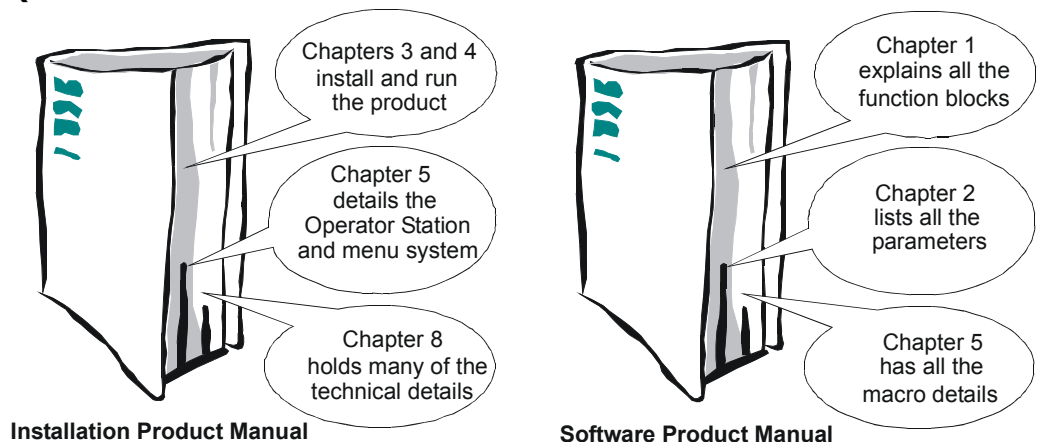 Chapters 3 and 4
install and run
the product
Chapter 5
details the
Operator Station
and menu system
Chapter 8
holds many of the
technical details
Installation Product Manual
Chapter 1
explains all the
function blocks
Chapter 2
lists all the
parameters
Chapter 5
has all the
macro details
Software Product Manual